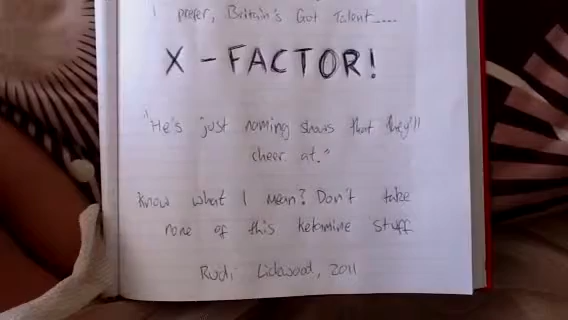 I prefer, Britain's Got Talent....
X - FACTOR!
"He's just naming shows that they'll
cheer at."
Know what I mean? Don't take
none of this ketamine stuff
Rudi Lickwood, 2011